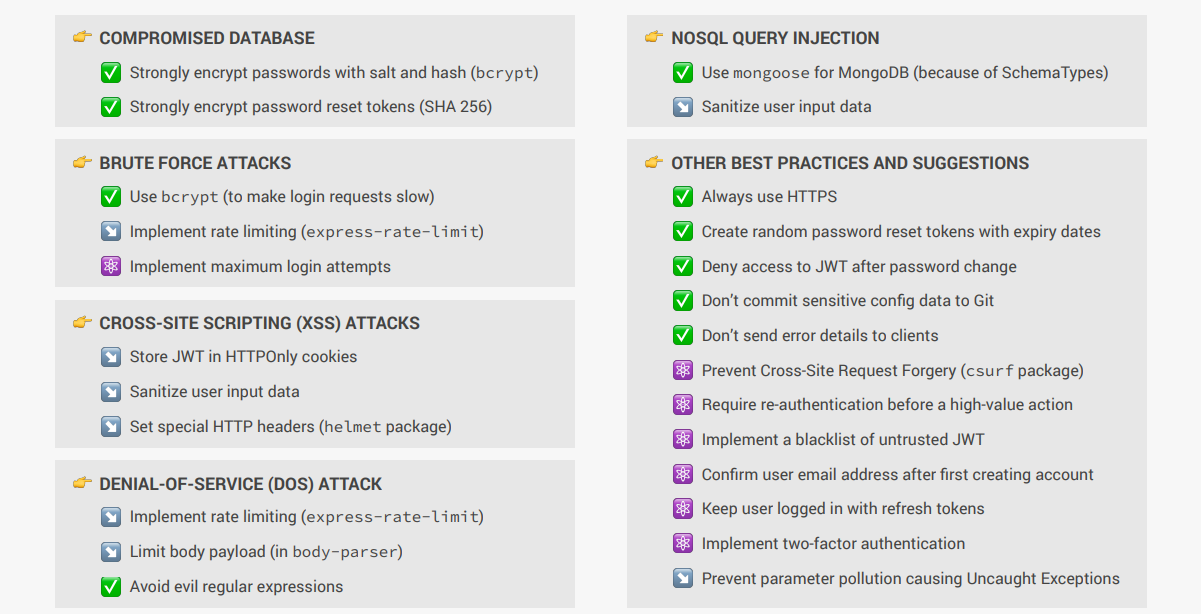 COMPROMISED DATABASE
Strongly encrypt passwords with salt and hash (bcrypt)
Strongly encrypt password reset tokens (SHA 256)
BRUTE FORCE ATTACKS
Use bcrypt (to make login requests slow)
Implement rate limiting (express-rate-limit)
Implement maximum login attempts
CROSS-SITE SCRIPTING (XSS) ATTACKS
Store JWT in HTTPOnly cookies
Sanitize user input data
Set special HTTP headers (helmet package)
DENIAL-OF-SERVICE (DOS) ATTACK
Implement rate limiting (express-rate-limit)
Limit body payload (in body-parser)
Avoid evil regular expressions
NOSQL QUERY INJECTION
Use mongoose for MongoDB (because of SchemaTypes)
Sanitize user input data
OTHER BEST PRACTICES AND SUGGESTIONS
Always use HTTPS
Create random password reset tokens with expiry dates
Deny access to JWT after password change
Don’t commit sensitive config data to Git
Don’t send error details to clients
Prevent Cross-Site Request Forgery (csurf package)
Require re-authentication before a high-value action
Implement a blacklist of untrusted JWT
Confirm user email address after first creating account
Keep user logged in with refresh tokens
Implement two-factor authentication
Prevent parameter pollution causing Uncaught Exceptions